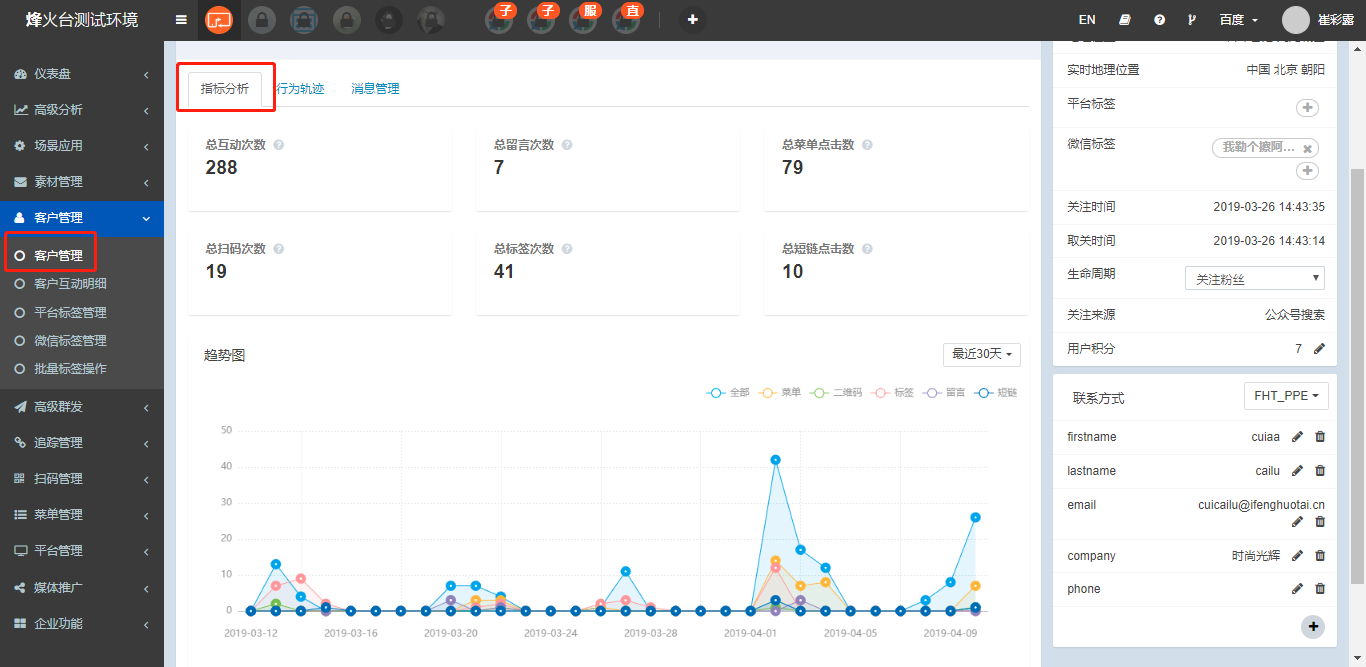 烽火台测试环境
子
子
服
直
EN
百度
崔彩露
仪表盘
高级分析
场景应用
素材管理
客户管理
客户管理
客户互动明细
平台标签管理
微信标签管理
批量标签操作
高级群发
追踪管理
扫码管理
菜单管理
平台管理
媒体推广
企业功能
指标分析
行为轨迹
消息管理
总互动次数
288
总留言次数
7
总菜单点击数
79
总扫码次数
19
总标签次数
41
总短链点击数
10
趋势图
最近30天
全部 菜单 二维码 标签 留言 短链
50
40
30
20
10
0
2019-03-12 2019-03-16 2019-03-20 2019-03-24 2019-03-28 2019-04-01 2019-04-05 2019-04-09
实时地理位置 中国 北京 朝阳
平台标签
微信标签 我勒个擦阿...
关注时间 2019-03-26 14:43:35
取关时间 2019-03-26 14:43:14
生命周期 关注粉丝
关注来源 公众号搜索
用户积分 7
联系方式 FHT_PPE
firstname cuiaa
lastname cailu
email cuicailu@ifenghuotai.cn
company 时尚光辉
phone